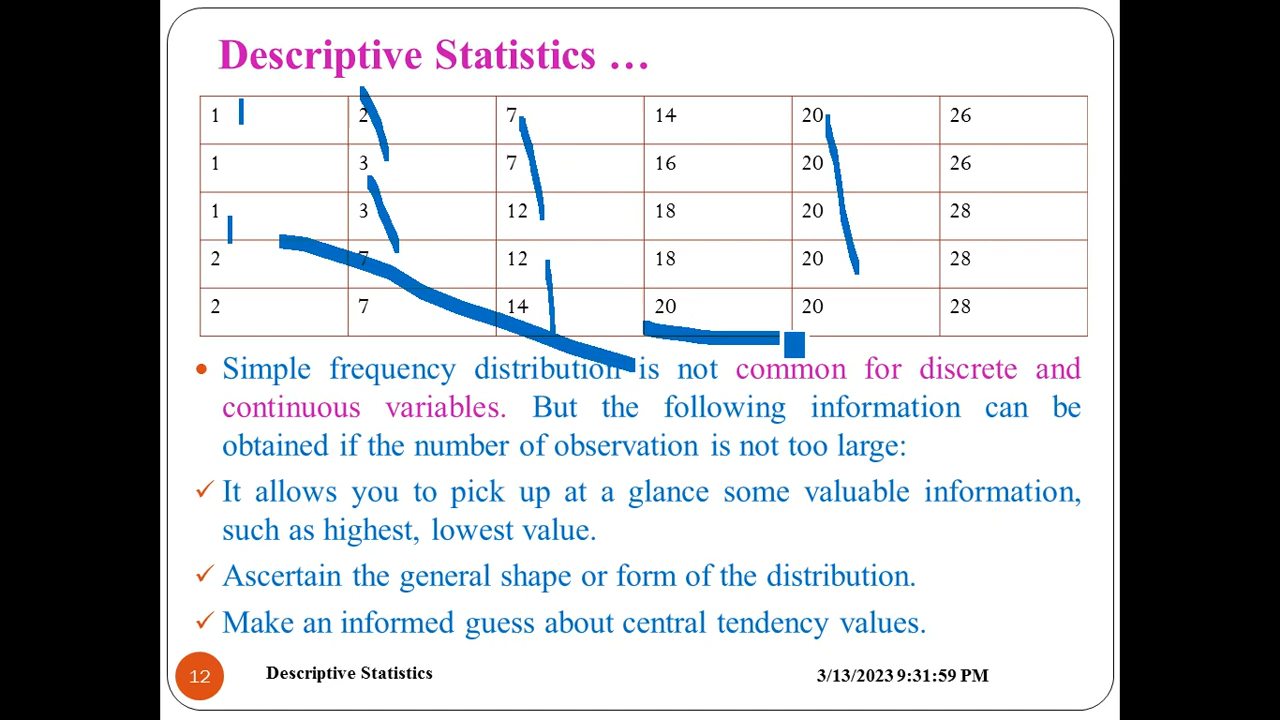 Descriptive Statistics …
1 2 7 14 20 26
1 3 7 16 20 26
1 3 12 18 20 28
2 7 12 18 20 28
2 7 14 20 20 28
• Simple frequency distribution is not common for discrete and
continuous variables. But the following information can be
obtained if the number of observation is not too large:
✓ It allows you to pick up at a glance some valuable information,
such as highest, lowest value.
✓ Ascertain the general shape or form of the distribution.
✓ Make an informed guess about central tendency values.
12 Descriptive Statistics 3/13/2023 9:31:59 PM